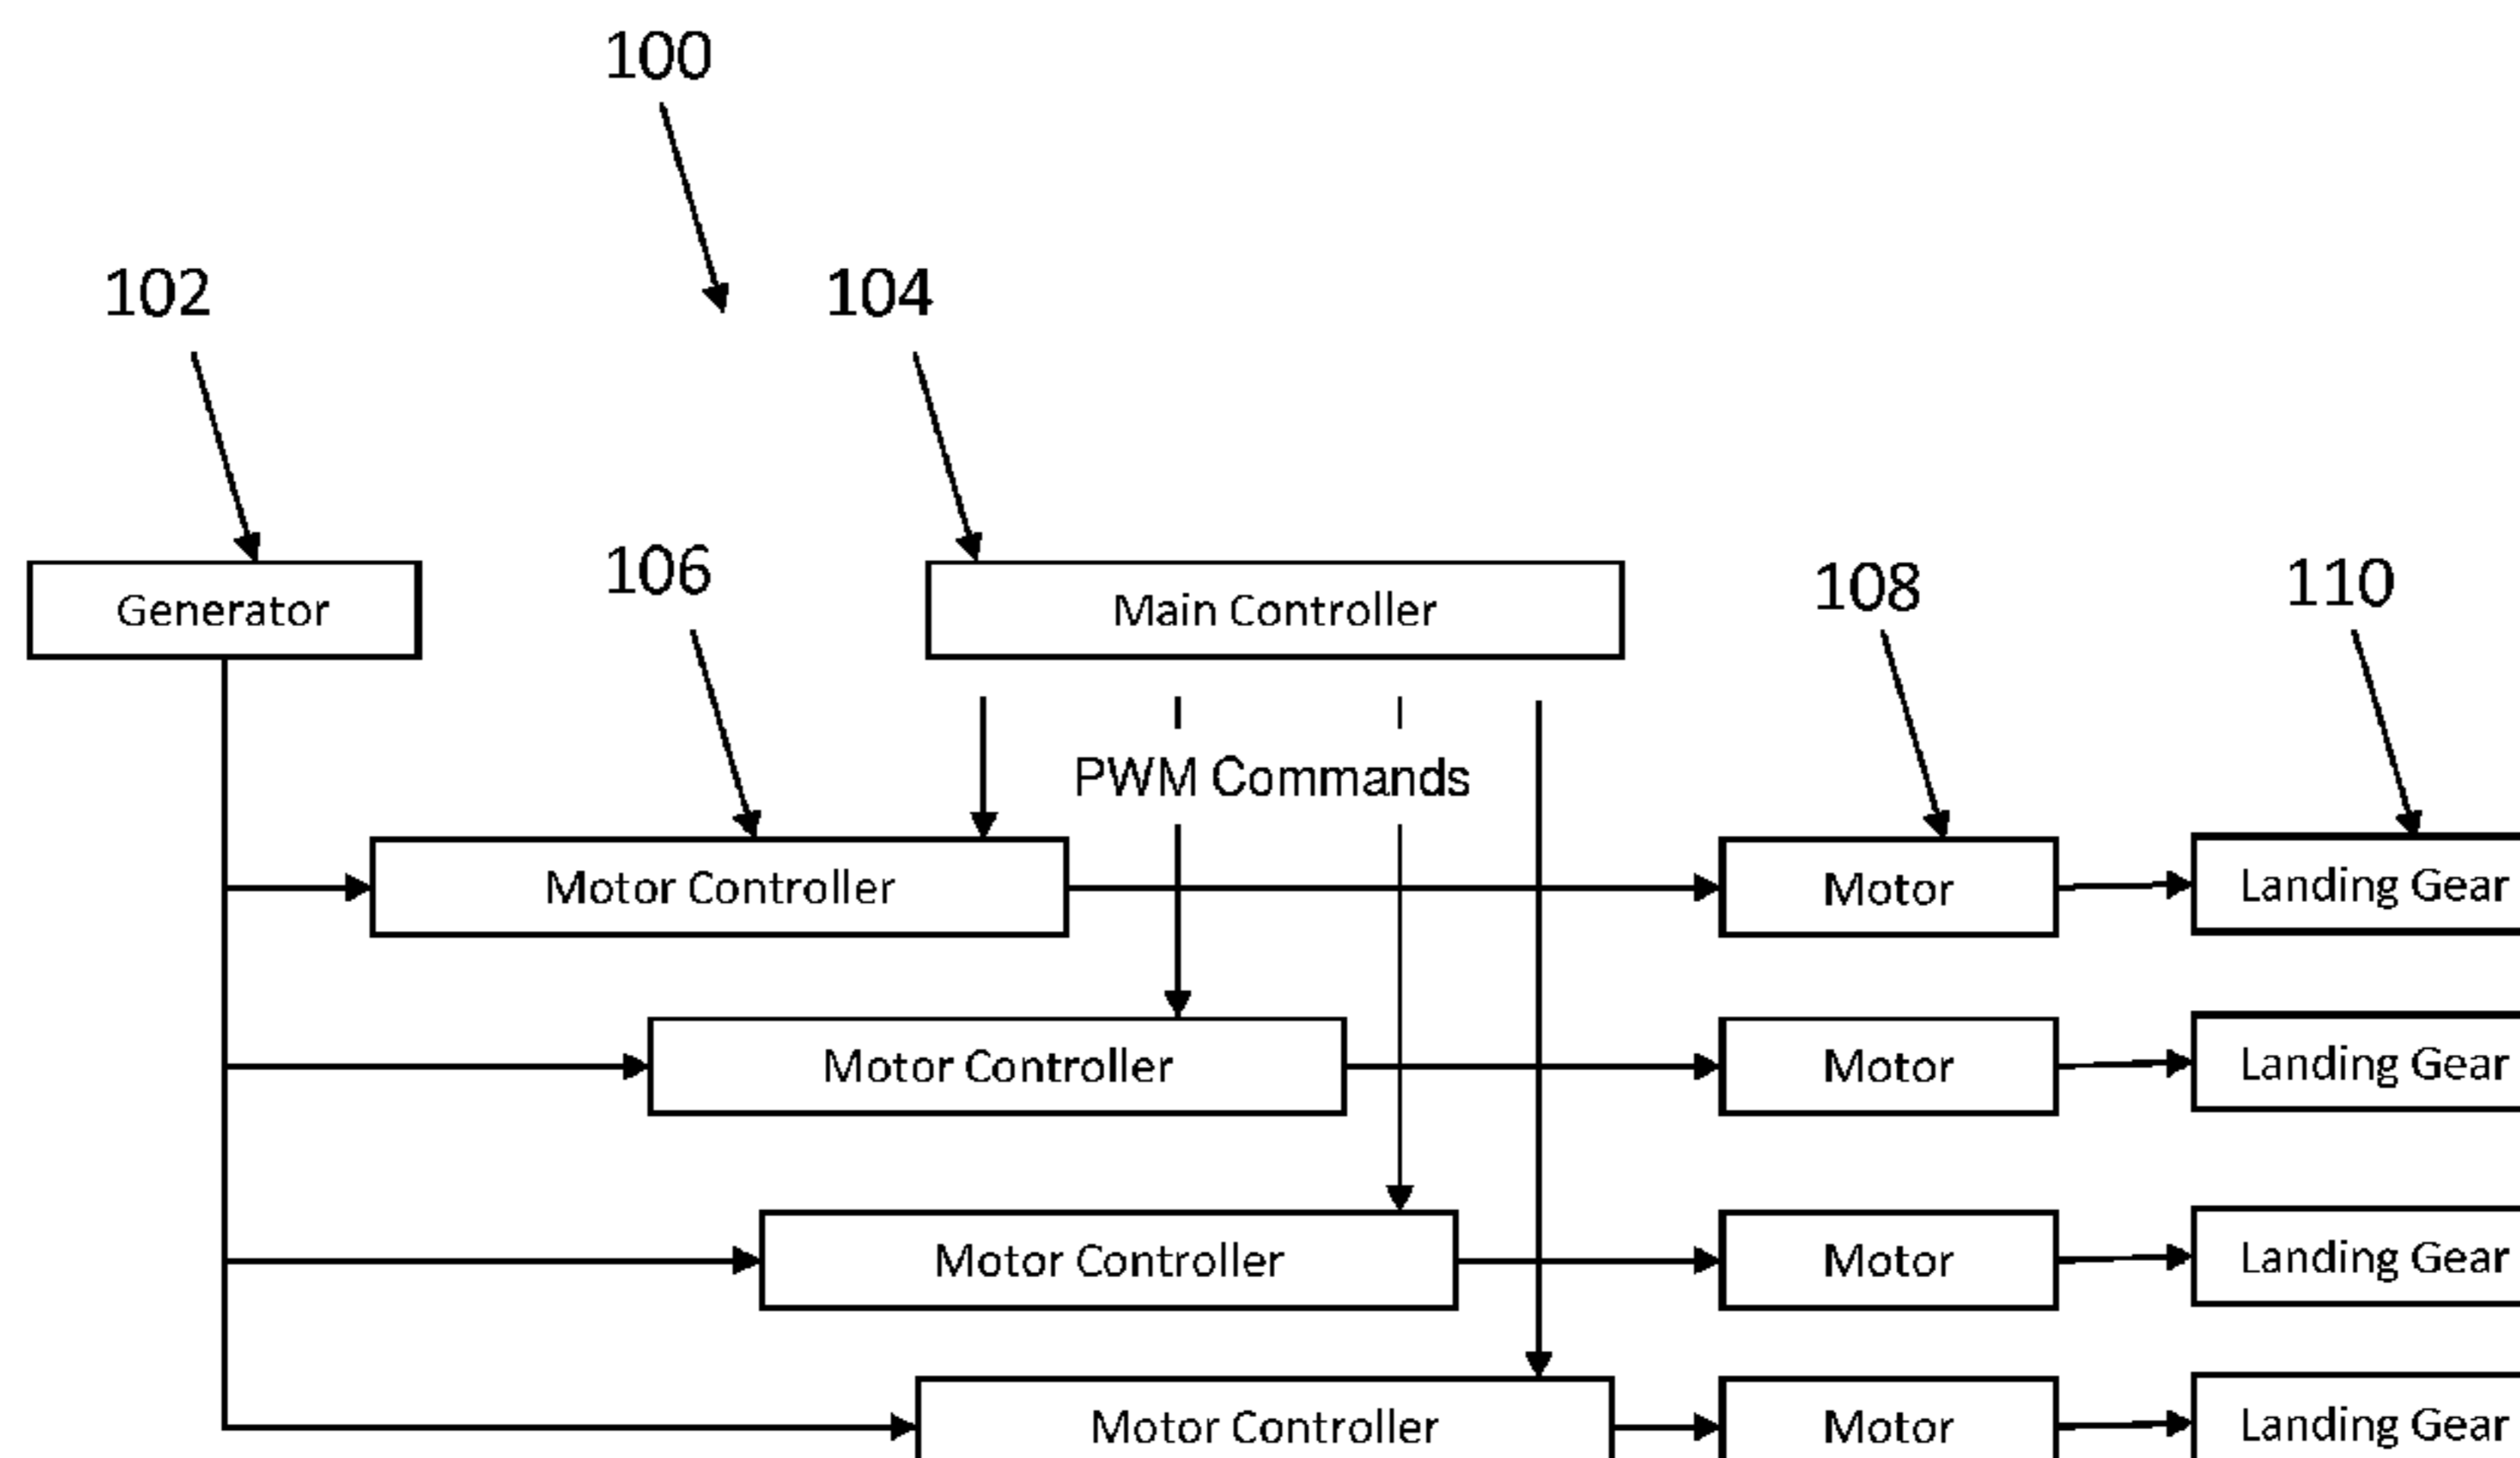 100
102
104
106
108
110
Generator
Main Controller
PWM Commands
Motor Controller
Motor
Landing Gear
Motor Controller
Motor
Landing Gear
Motor Controller
Motor
Landing Gear
Motor Controller
Motor
Landing Gear